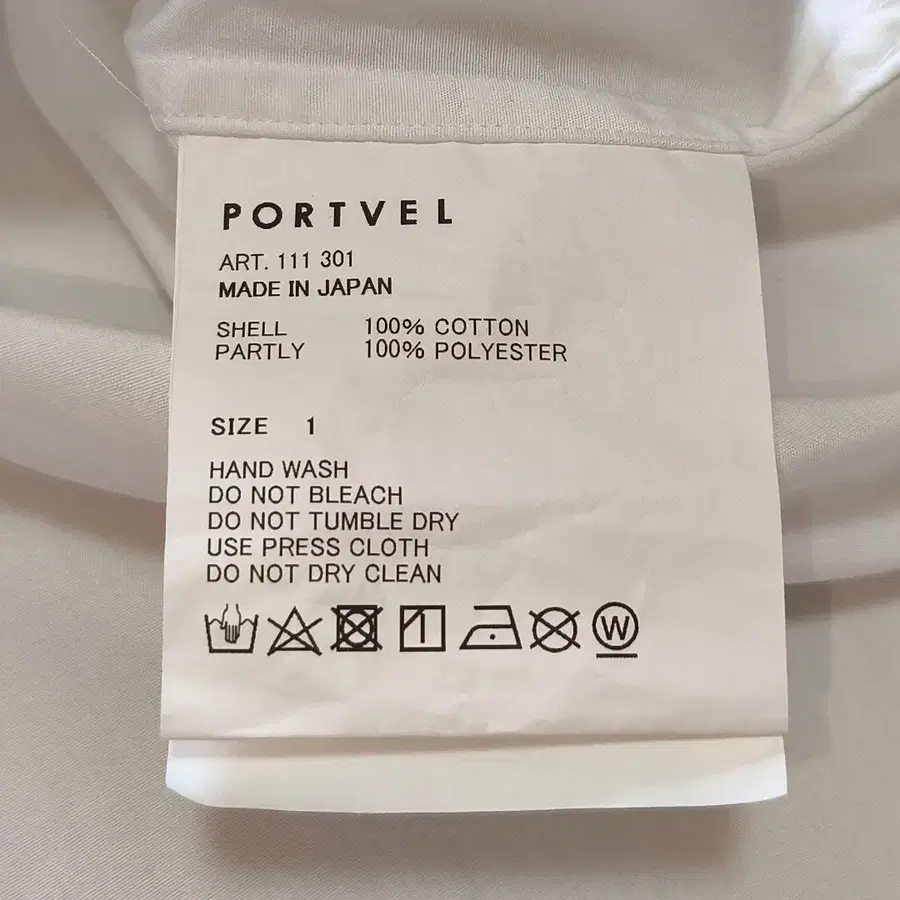 PORTVEL
ART. 111 301
MADE IN JAPAN
SHELL 100% COTTON
PARTLY 100% POLYESTER
SIZE 1
HAND WASH
DO NOT BLEACH
DO NOT TUMBLE DRY
USE PRESS CLOTH
DO NOT DRY CLEAN
W